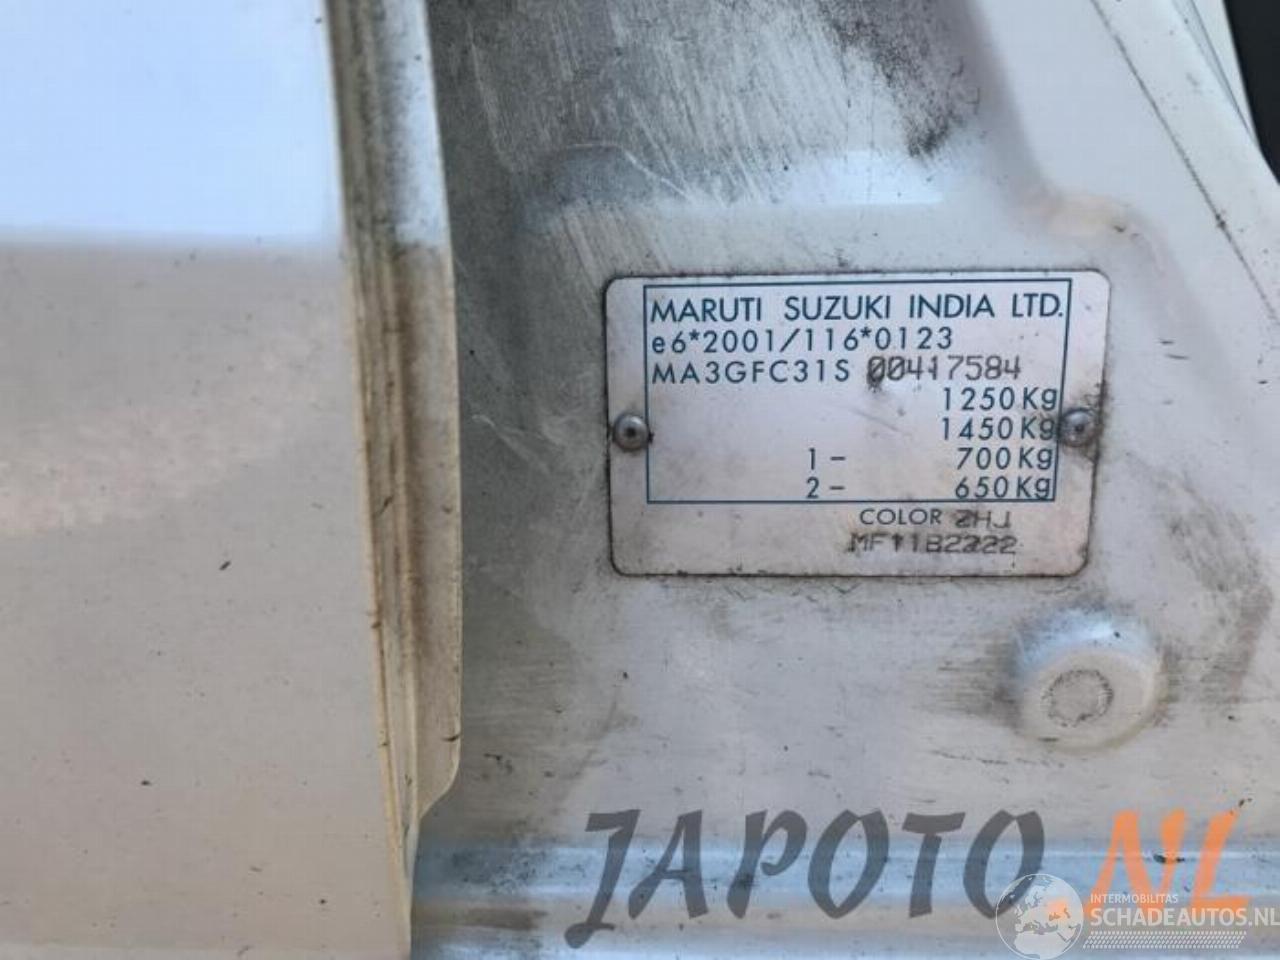 MARUTI SUZUKI INDIA LTD.
e6*2001/116*0123
MA3GFC31S 00417584
1250Kg
1450Kg
1 - 700Kg
2 - 650Kg
COLOR ZHJ
MF11B2222
JAPOTO.NL
INTERMOBILITAS
SCHADEAUTOS.NL